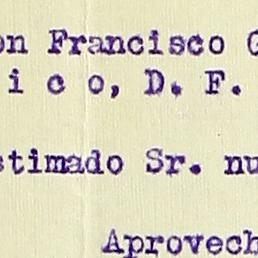 on Francisco G
i c o, D. F.
stimado Sr. nu
Aprovech